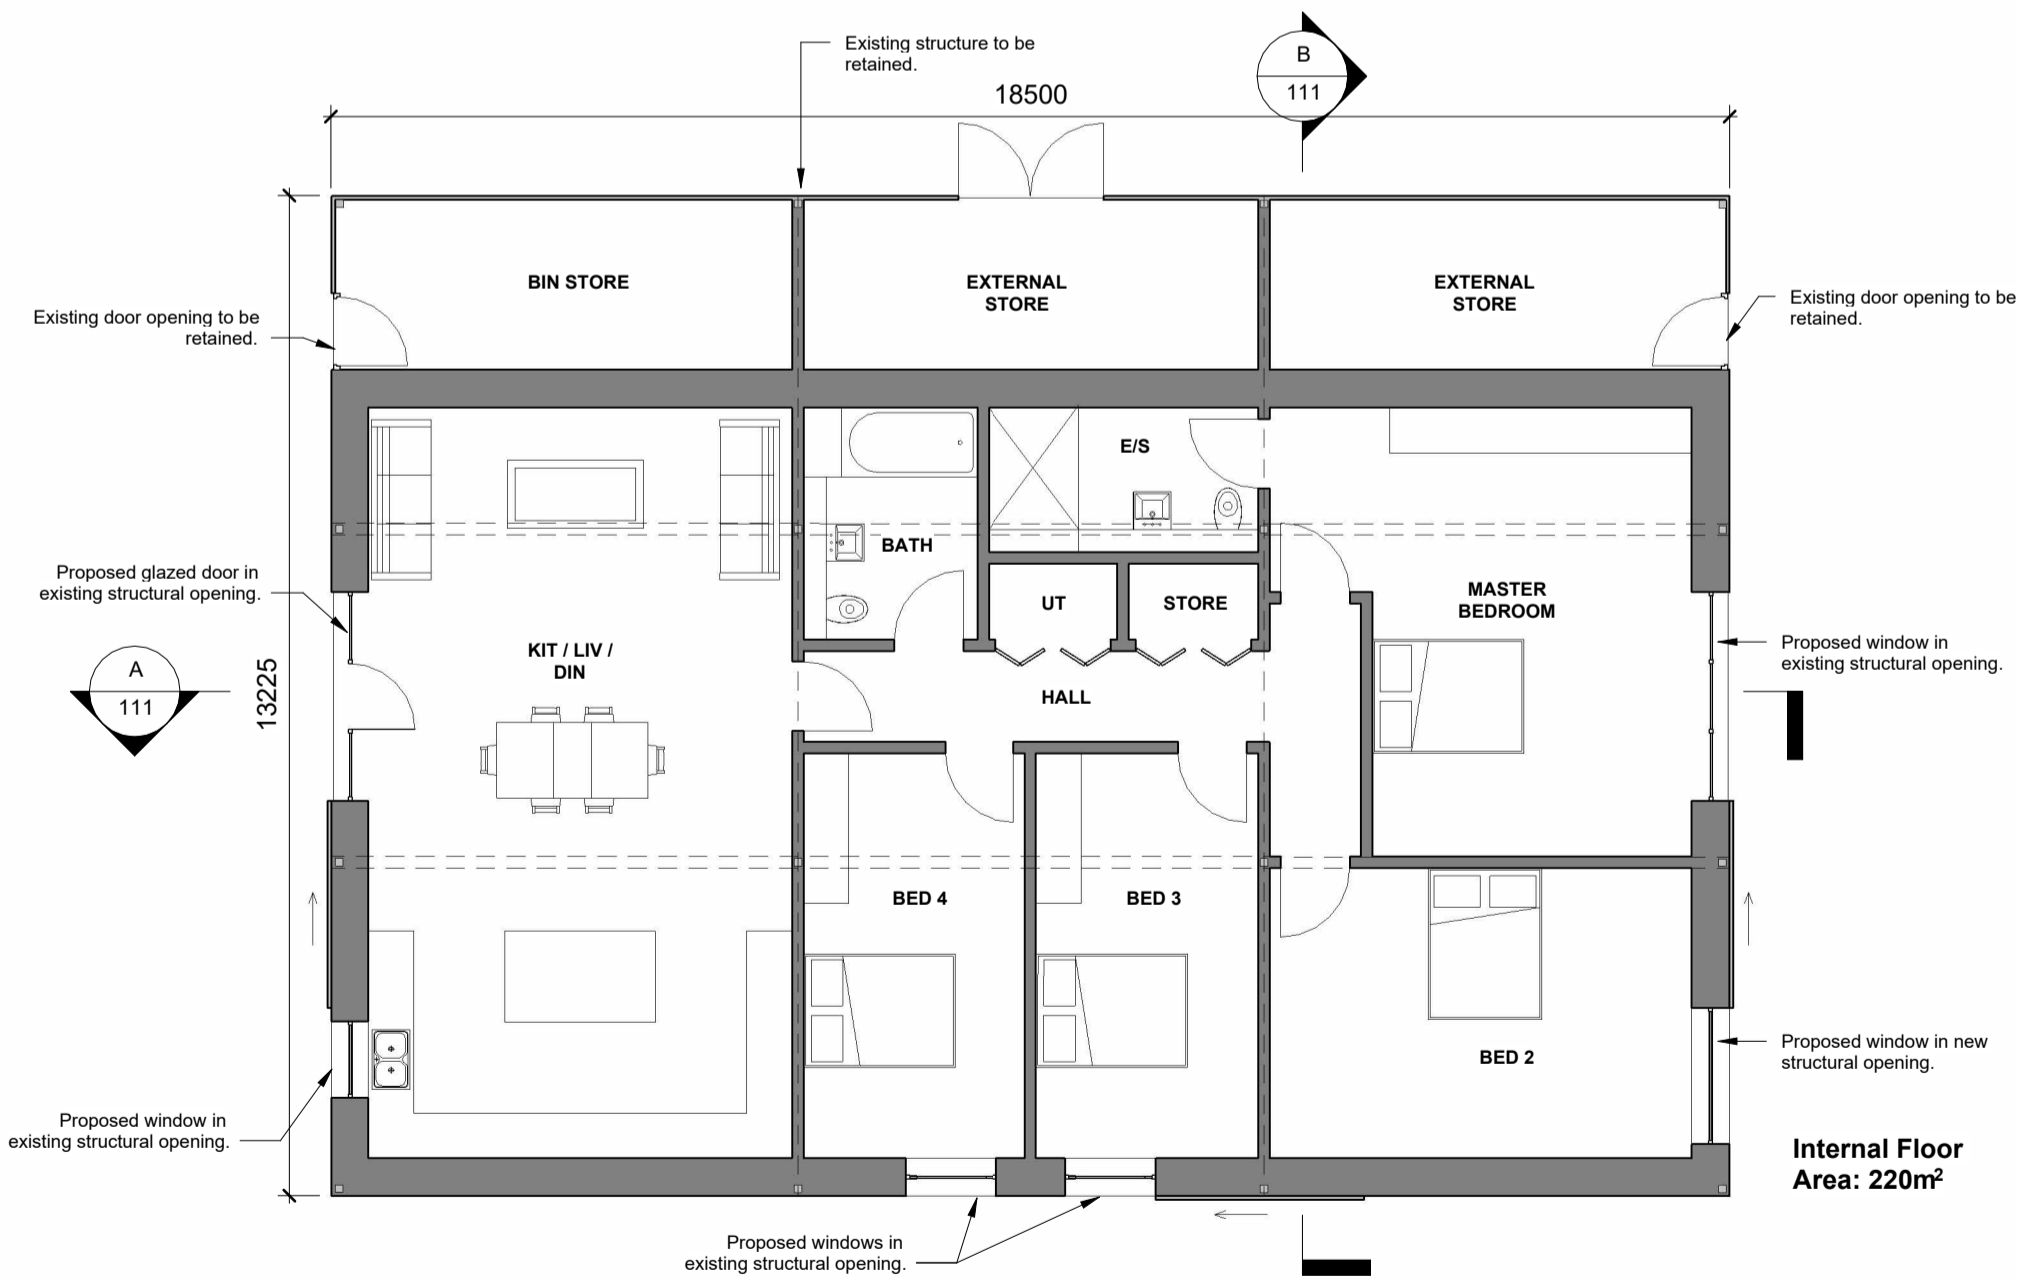 Existing structure to be
retained.
B
111
18500
BIN STORE
EXTERNAL
STORE
EXTERNAL
STORE
Existing door opening to be
retained.
Existing door opening to be
retained.
E/S
BATH
Proposed glazed door in
existing structural opening.
UT
STORE
MASTER
BEDROOM
KIT / LIV /
DIN
Proposed window in
existing structural opening.
A
111
13225
HALL
BED 4
BED 3
BED 2
Proposed window in new
structural opening.
Proposed window in
existing structural opening.
Internal Floor
Area: 220m²
Proposed windows in
existing structural opening.